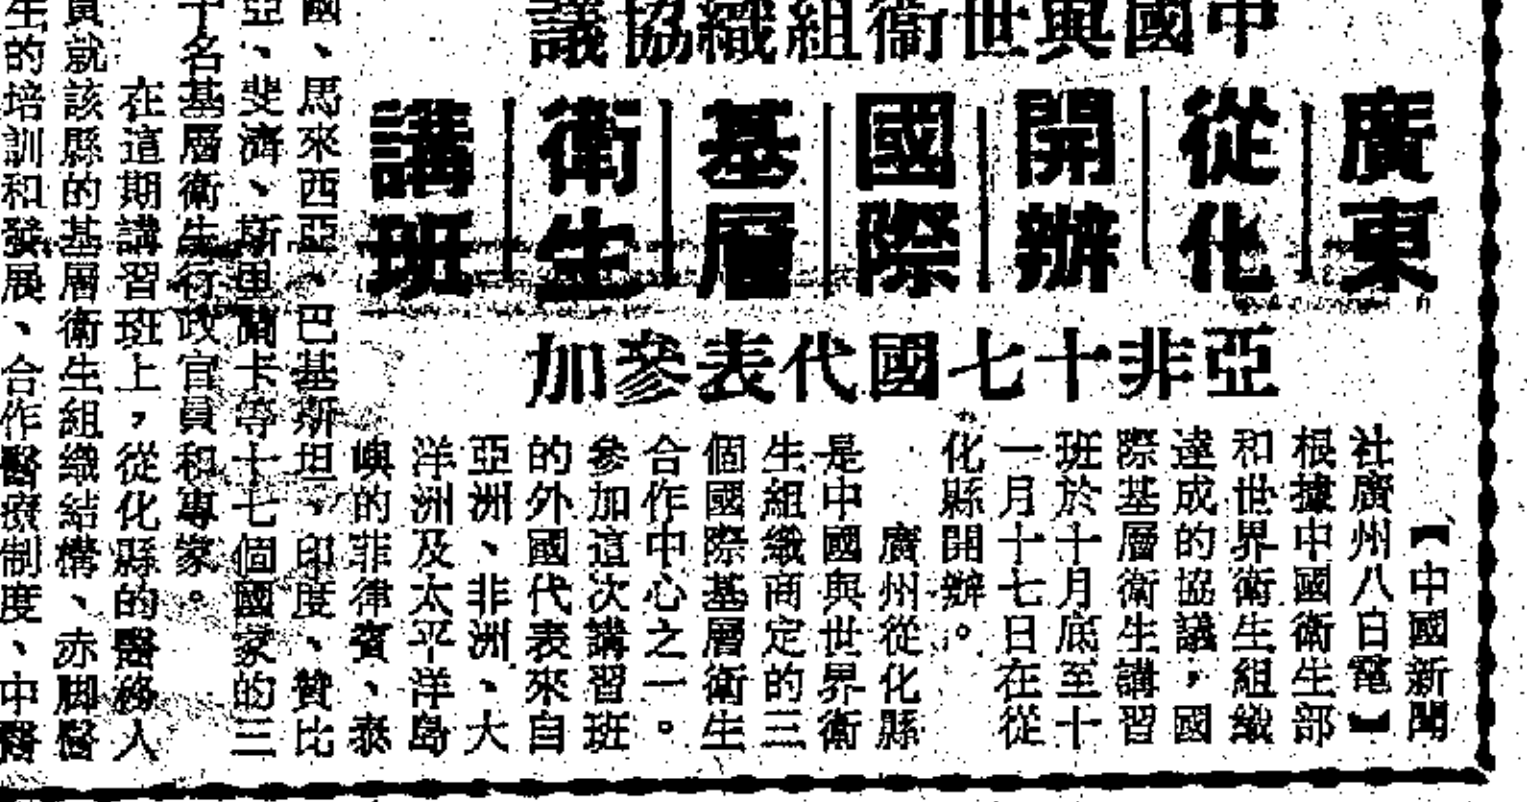 中國與世衞組織協議
廣東
從化
開辦
國際
基層
衛生
講班
亞非十七國代表參加
【中國新聞
社廣州八日電】
根據中國衛生部
和世界衛生組織
達成的協議，國
際基層衛生講習
班於十月底至十
一月十七日在從
化縣開辦。
廣州從化縣
是中國與世界衛
生組織商定的三
個國際基層衛生
合作中心之一。
參加這次講習班
的外國代表來自
亞洲、非洲、大
洋洲及太平洋島
嶼的菲律賓、泰
國、馬來西亞、巴基斯坦、印度、贊比
亞、斐濟、斯里蘭卡等十七個國家的三
十名基層衛生行政官員和專家。
在這期講習班上，從化縣的醫務人
員就該縣的基層衛生組織結構、赤脚醫
生的培訓和發展、合作醫療制度、中醫